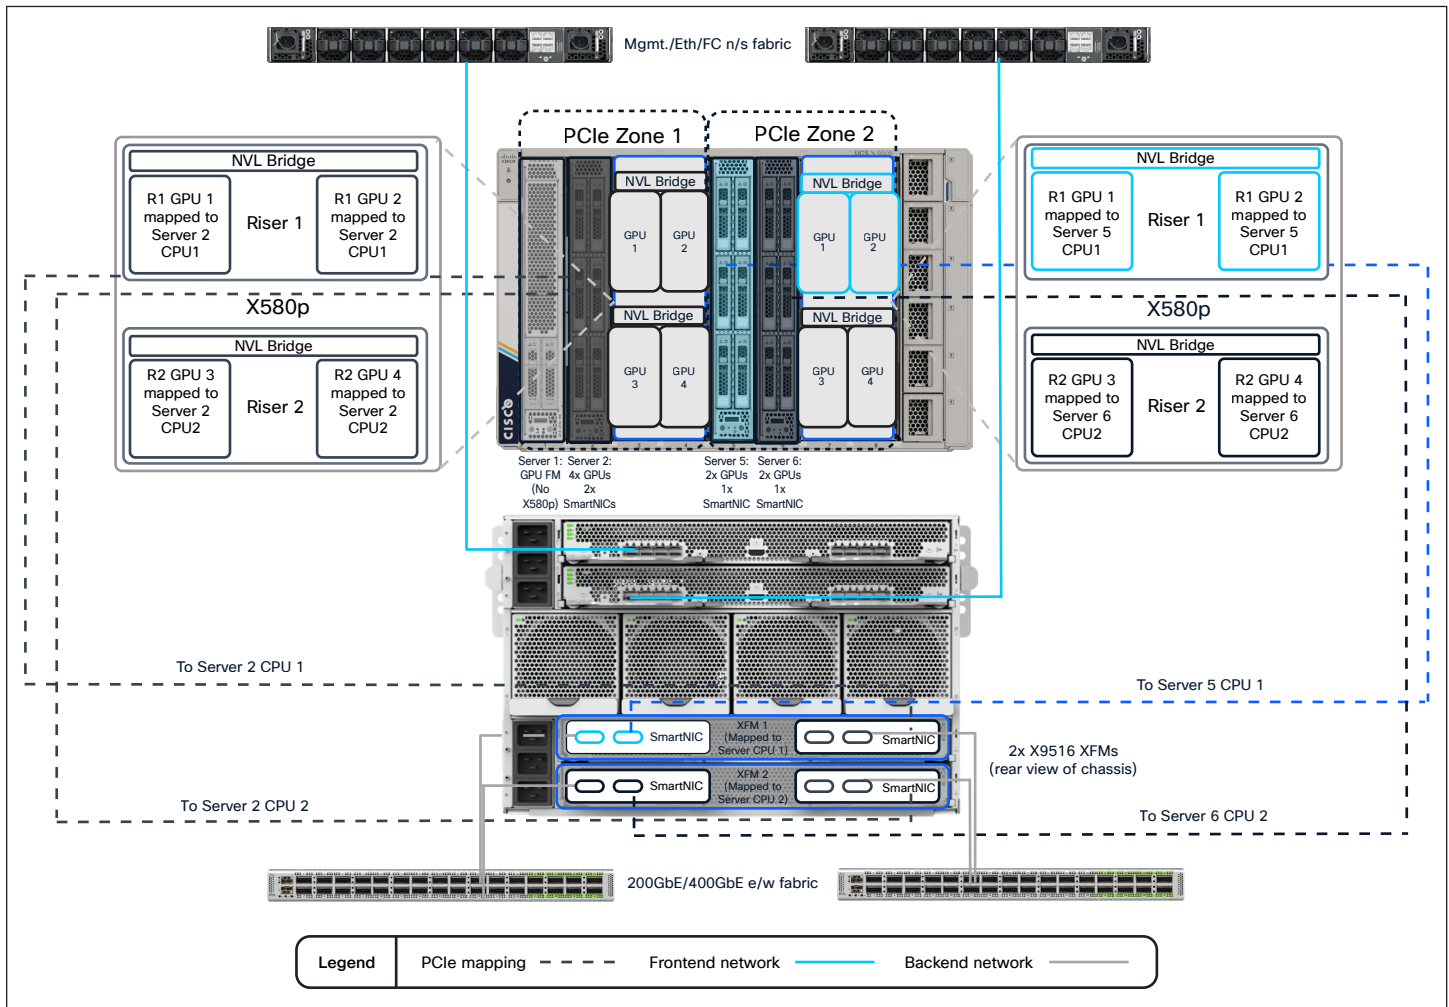 Mgmt./Eth/FC n/s fabric
PCIe Zone 1
PCIe Zone 2
NVL Bridge
R1 GPU 1
mapped to
Server 2
CPU1
Riser 1
R1 GPU 2
mapped to
Server 2
CPU1
X580p
NVL Bridge
R2 GPU 3
mapped to
Server 2
CPU2
Riser 2
R2 GPU 4
mapped to
Server 2
CPU2
CISCO
NVL Bridge
GPU
1
GPU
2
NVL Bridge
GPU
3
GPU
4
NVL Bridge
GPU
1
GPU
2
NVL Bridge
GPU
3
GPU
4
NVL Bridge
R1 GPU 1
mapped to
Server 5
CPU1
Riser 1
R1 GPU 2
mapped to
Server 5
CPU1
X580p
NVL Bridge
R2 GPU 3
mapped to
Server 6
CPU2
Riser 2
R2 GPU 4
mapped to
Server 6
CPU2
Server 1:
GPU FM
(No
X580p)
Server 2:
4x GPUs
2x
SmartNICs
Server 5:
2x GPUs
1x
SmartNIC
Server 6:
2x GPUs
1x
SmartNIC
To Server 2 CPU 1
To Server 5 CPU 1
SmartNIC
XFM 1
(Mapped to
Server CPU 1)
SmartNIC
SmartNIC
XFM 2
(Mapped to
Server CPU 2)
SmartNIC
2x X9516 XFMs
(rear view of chassis)
To Server 2 CPU 2
To Server 6 CPU 2
200GbE/400GbE e/w fabric
Legend
PCIe mapping
Frontend network
Backend network